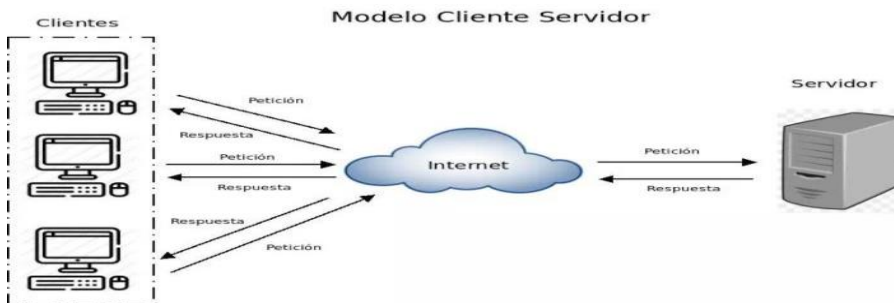 Modelo Cliente Servidor
Clientes
Petición
Respuesta
Petición
Respuesta
Respuesta
Petición
Internet
Petición
Respuesta
Servidor